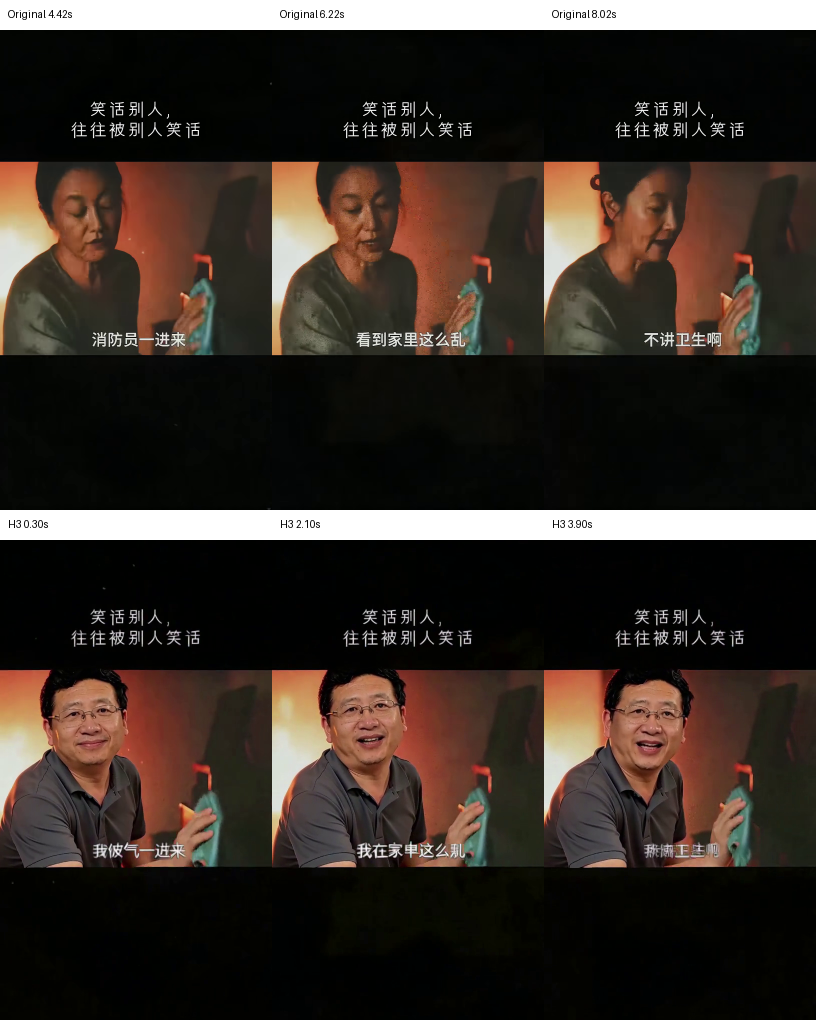 Original 4.42s
Original 6.22s
Original 8.02s
笑话别人,
往往被别人笑话
笑话别人,
往往被别人笑话
笑话别人,
往往被别人笑话
消防员一进来
看到家里这么乱
不讲卫生啊
H3 0.30s
H3 2.10s
H3 3.90s
笑话别人,
往往被别人笑话
笑话别人,
往往被别人笑话
笑话别人,
往往被别人笑话
我佊气一进来
我在家里这么乱